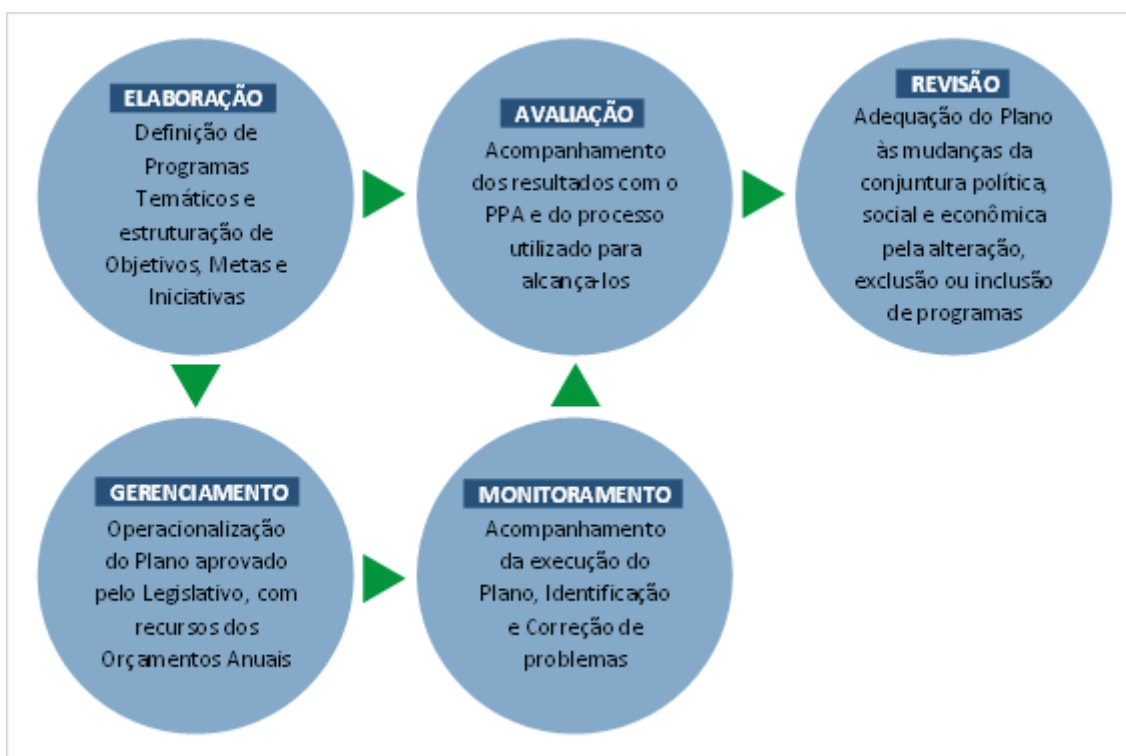 ELABORAÇÃO
Definição de
Programas
Temáticos e
estruturação de
Objetivos, Metas e
Iniciativas
AVALIAÇÃO
Acompanhamento
dos resultados com o
PPA e do processo
utilizado para
alcança-los
REVISÃO
Adequação do Plano
às mudanças da
conjuntura política,
social e econômica
pela alteração,
exclusão ou inclusão
de programas
GERENCIAMENTO
Operacionalização
do Plano aprovado
pelo Legislativo, com
recursos dos
Orçamentos Anuais
MONITORAMENTO
Acompanhamento
da execução do
Plano, Identificação
e Correção de
problemas